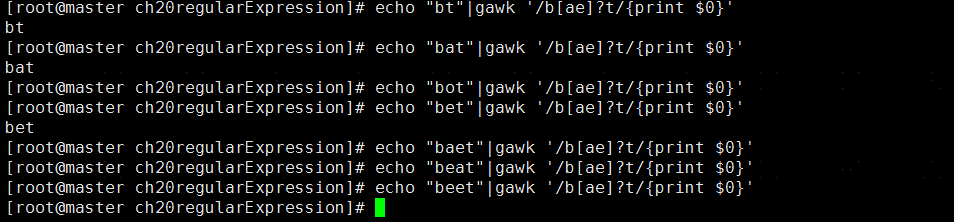 [root@master ch20regularExpression]# echo "bt"|gawk '/b[ae]?t/{print $0}'
bt
[root@master ch20regularExpression]# echo "bat"|gawk '/b[ae]?t/{print $0}'
bat
[root@master ch20regularExpression]# echo "bot"|gawk '/b[ae]?t/{print $0}'
[root@master ch20regularExpression]# echo "bet"|gawk '/b[ae]?t/{print $0}'
bet
[root@master ch20regularExpression]# echo "baet"|gawk '/b[ae]?t/{print $0}'
[root@master ch20regularExpression]# echo "beat"|gawk '/b[ae]?t/{print $0}'
[root@master ch20regularExpression]# echo "beet"|gawk '/b[ae]?t/{print $0}'
[root@master ch20regularExpression]#